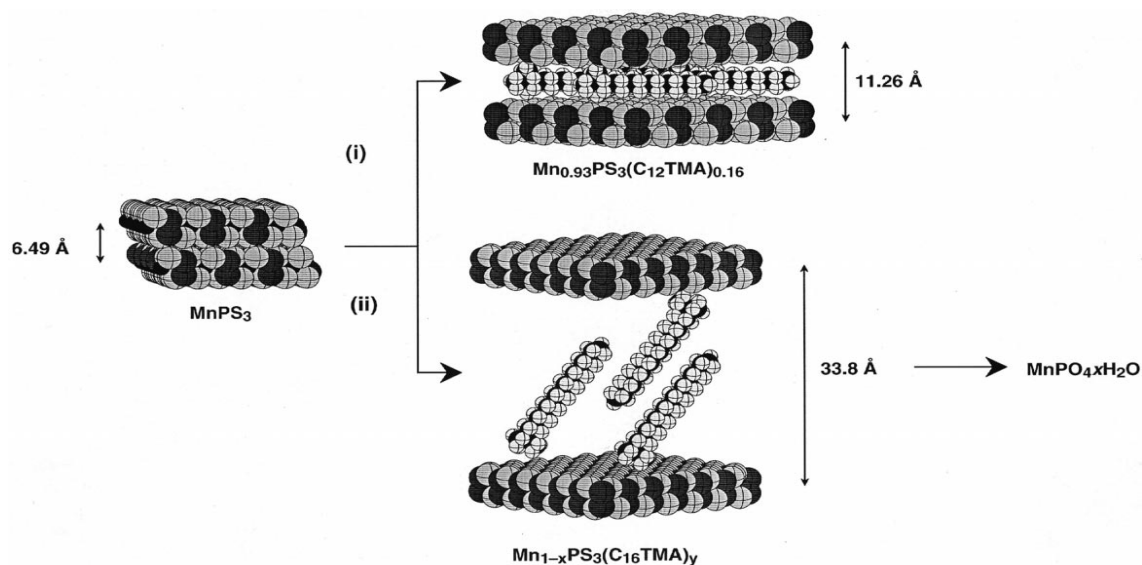 11.26 Å
(i)
Mn₀.₉₃PS₃(C₁₂TMA)₀.₁₆
6.49 Å
MnPS₃
(ii)
33.8 Å
MnPO₄xH₂O
Mn₁₋ₓPS₃(C₁₆TMA)ᵧ